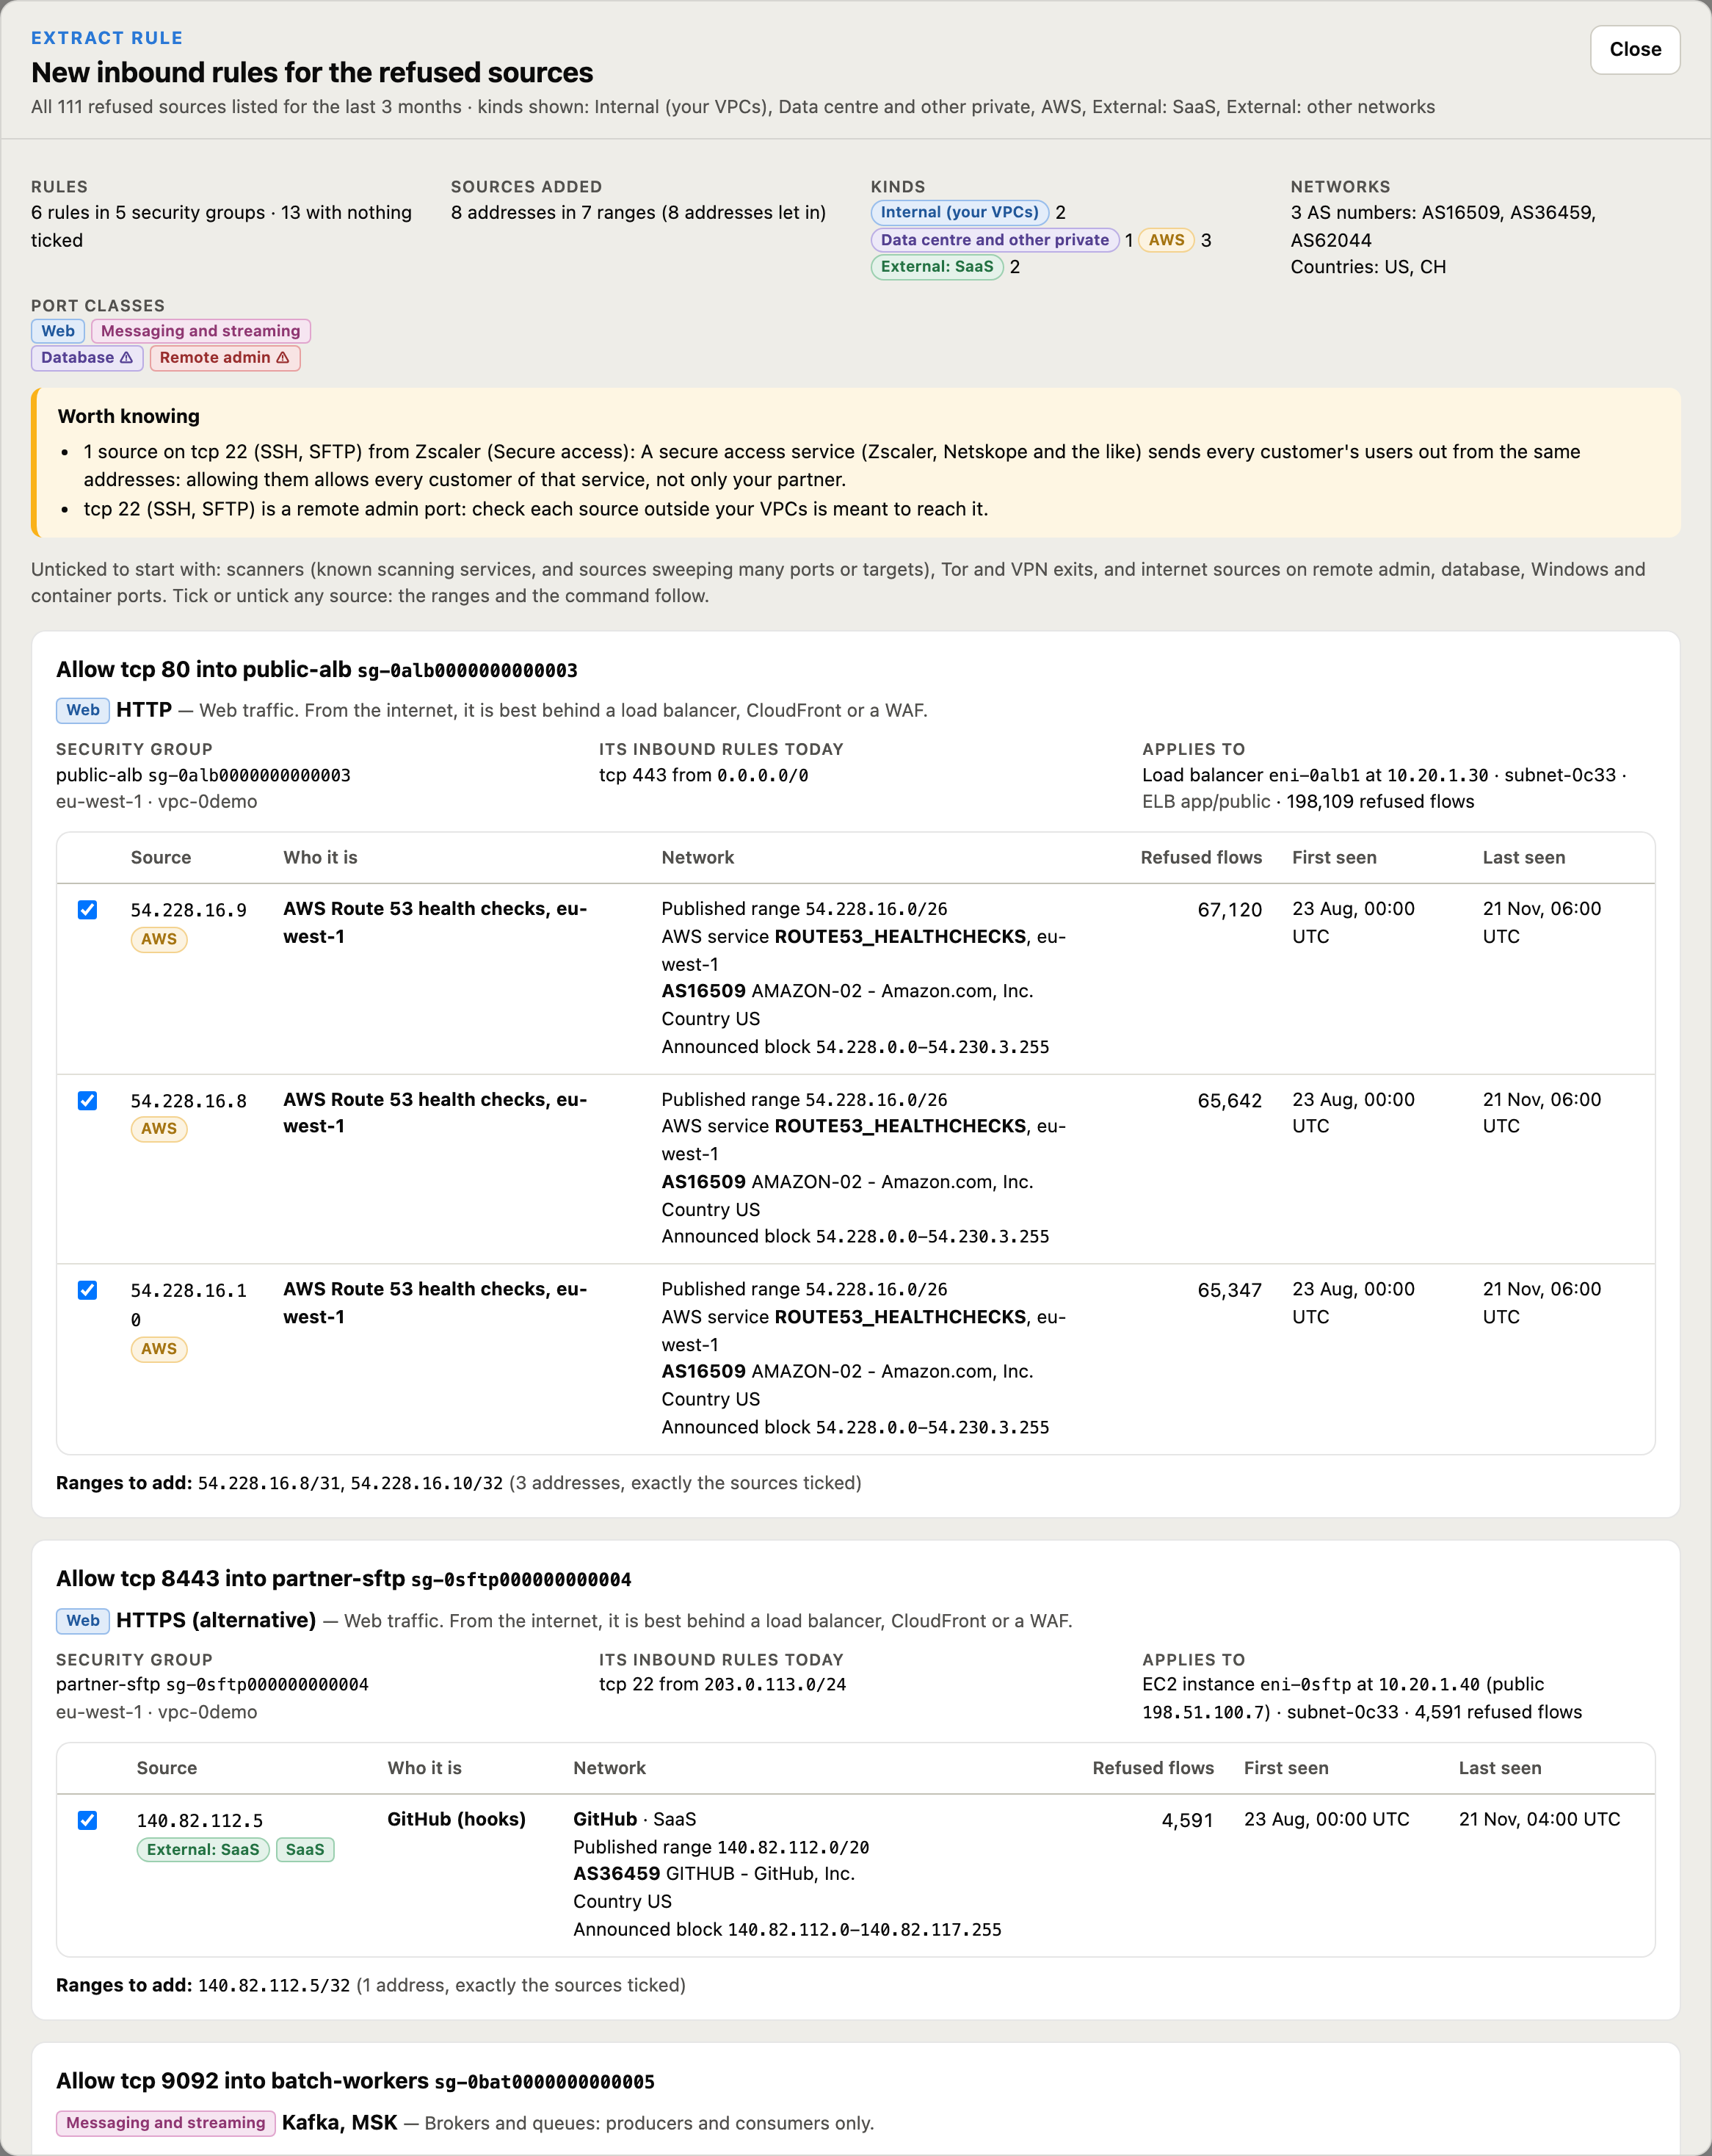 EXTRACT RULE
New inbound rules for the refused sources
All 111 refused sources listed for the last 3 months · kinds shown: Internal (your VPCs), Data centre and other private, AWS, External: SaaS, External: other networks
Close
RULES
6 rules in 5 security groups · 13 with nothing
ticked
SOURCES ADDED
8 addresses in 7 ranges (8 addresses let in)
KINDS
Internal (your VPCs) 2
Data centre and other private 1 AWS 3
External: SaaS 2
NETWORKS
3 AS numbers: AS16509, AS36459,
AS62044
Countries: US, CH
PORT CLASSES
Web Messaging and streaming
Database ⚠ Remote admin ⚠
Worth knowing
• 1 source on tcp 22 (SSH, SFTP) from Zscaler (Secure access): A secure access service (Zscaler, Netskope and the like) sends every customer's users out from the same
addresses: allowing them allows every customer of that service, not only your partner.
• tcp 22 (SSH, SFTP) is a remote admin port: check each source outside your VPCs is meant to reach it.
Unticked to start with: scanners (known scanning services, and sources sweeping many ports or targets), Tor and VPN exits, and internet sources on remote admin, database, Windows and
container ports. Tick or untick any source: the ranges and the command follow.
Allow tcp 80 into public-alb sg-0alb0000000000003
Web HTTP — Web traffic. From the internet, it is best behind a load balancer, CloudFront or a WAF.
SECURITY GROUP
public-alb sg-0alb0000000000003
eu-west-1 · vpc-0demo
ITS INBOUND RULES TODAY
tcp 443 from 0.0.0.0/0
APPLIES TO
Load balancer eni-0alb1 at 10.20.1.30 · subnet-0c33 ·
ELB app/public · 198,109 refused flows
Source Who it is Network Refused flows First seen Last seen
54.228.16.9
AWS
AWS Route 53 health checks, eu-
west-1
Published range 54.228.16.0/26
AWS service ROUTE53_HEALTHCHECKS, eu-
west-1
AS16509 AMAZON-02 - Amazon.com, Inc.
Country US
Announced block 54.228.0.0–54.230.3.255
67,120
23 Aug, 00:00
UTC
21 Nov, 06:00
UTC
54.228.16.8
AWS
AWS Route 53 health checks, eu-
west-1
Published range 54.228.16.0/26
AWS service ROUTE53_HEALTHCHECKS, eu-
west-1
AS16509 AMAZON-02 - Amazon.com, Inc.
Country US
Announced block 54.228.0.0–54.230.3.255
65,642
23 Aug, 00:00
UTC
21 Nov, 06:00
UTC
54.228.16.1
0
AWS
AWS Route 53 health checks, eu-
west-1
Published range 54.228.16.0/26
AWS service ROUTE53_HEALTHCHECKS, eu-
west-1
AS16509 AMAZON-02 - Amazon.com, Inc.
Country US
Announced block 54.228.0.0–54.230.3.255
65,347
23 Aug, 00:00
UTC
21 Nov, 06:00
UTC
Ranges to add: 54.228.16.8/31, 54.228.16.10/32 (3 addresses, exactly the sources ticked)
Allow tcp 8443 into partner-sftp sg-0sftp000000000004
Web HTTPS (alternative) — Web traffic. From the internet, it is best behind a load balancer, CloudFront or a WAF.
SECURITY GROUP
partner-sftp sg-0sftp000000000004
eu-west-1 · vpc-0demo
ITS INBOUND RULES TODAY
tcp 22 from 203.0.113.0/24
APPLIES TO
EC2 instance eni-0sftp at 10.20.1.40 (public
198.51.100.7) · subnet-0c33 · 4,591 refused flows
Source Who it is Network Refused flows First seen Last seen
140.82.112.5
External: SaaS SaaS
GitHub (hooks)
GitHub · SaaS
Published range 140.82.112.0/20
AS36459 GITHUB - GitHub, Inc.
Country US
Announced block 140.82.112.0–140.82.117.255
4,591
23 Aug, 00:00 UTC
21 Nov, 04:00 UTC
Ranges to add: 140.82.112.5/32 (1 address, exactly the sources ticked)
Allow tcp 9092 into batch-workers sg-0bat0000000000005
Messaging and streaming Kafka, MSK — Brokers and queues: producers and consumers only.